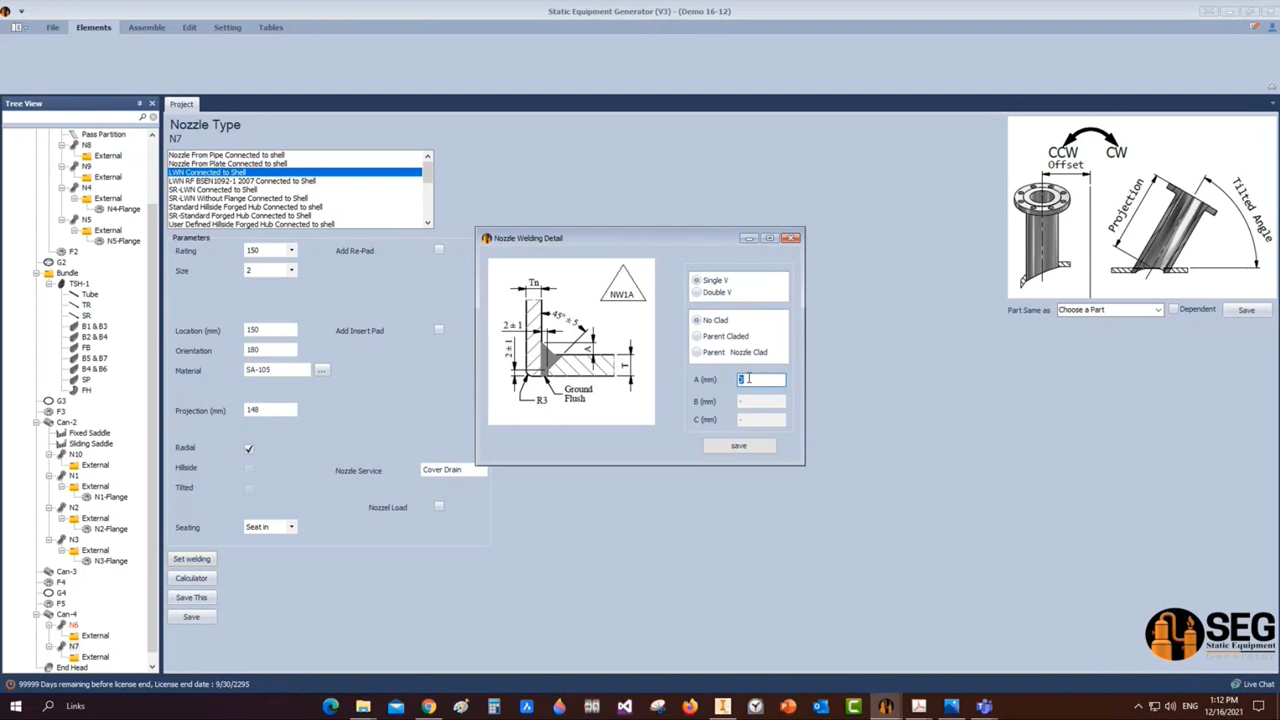 Static Equipment Generator (V3) - (Demo 16-12)
File
Elements
Assemble
Edit
Setting
Tables
Tree View
Pass Partition
N8
External
N9
External
N4
External
N4-Flange
N5
External
N5-Flange
F2
G2
Bundle
TSH-1
Tube
TR
SR
B1 & B3
B2 & B4
FB
B5 & B7
B4 & B6
SP
FH
G3
F3
Can-2
Fixed Saddle
Sliding Saddle
N10
External
N1
External
N1-Flange
N2
External
N2-Flange
N3
External
N3-Flange
Can-3
F4
G4
F5
Can-4
N6
External
N7
External
End Head
Project
Nozzle Type
N7
Nozzle From Pipe Connected to shell
Nozzle From Plate Connected to shell
LWN Connected to Shell
LWN RF BSEN1092-1 2007 Connected to Shell
SR-LWN Connected to Shell
SR-LWN Without Flange Connected to Shell
Standard Hillside Forged Hub Connected to Shell
SR-Standard Forged Hub Connected to Shell
User Defined Hillside Forged Hub Connected to shell
Parameters
Rating 150
Add Re-Pad
Size 2
Location (mm) 150
Add Insert Pad
Orientation 180
Material SA-105 ...
Projection (mm) 148
Radial
Hillside
Nozzle Service Cover Drain
Tilted
Nozzel Load
Seating Seat in
Set welding
Calculator
Save This
Save
Nozzle Welding Detail
Tn
NW1A
45° ± 5
2 ± 1
2 ± 1
A
T
Ground
Flush
R3
Single V
Double V
No Clad
Parent Claded
Parent Nozzle Clad
A (mm)
B (mm) -
C (mm) -
save
CCW
CW
Offset
Projection
Tilted Angle
Part Same as Choose a Part Dependent Save
SEG
Static Equipment
Generator
99999 Days remaining before license end, License end date : 9/30/2295
Live Chat
Links
ENG
1:12 PM
12/16/2021